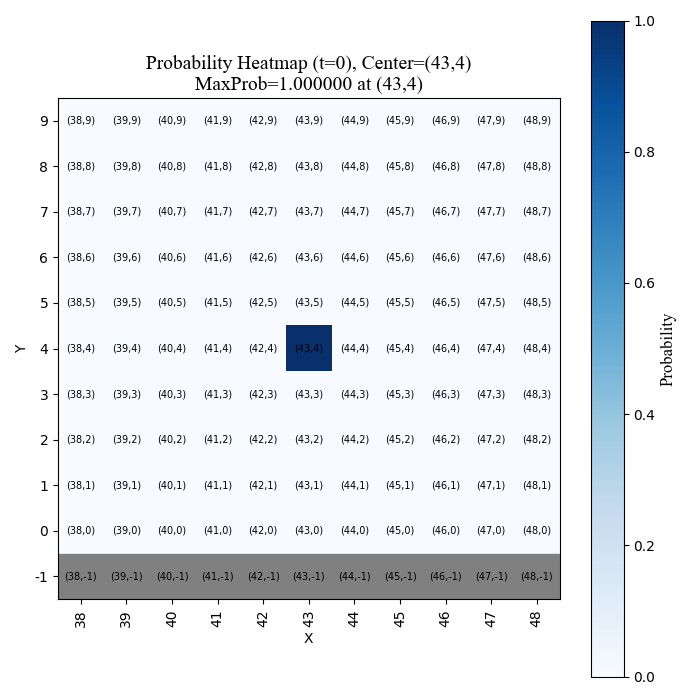 Probability Heatmap (t=0), Center=(43,4)
MaxProb=1.000000 at (43,4)
1.0
0.8
0.6
0.4
0.2
0.0
Probability
Y
9 (38,9) (39,9) (40,9) (41,9) (42,9) (43,9) (44,9) (45,9) (46,9) (47,9) (48,9)
8 (38,8) (39,8) (40,8) (41,8) (42,8) (43,8) (44,8) (45,8) (46,8) (47,8) (48,8)
7 (38,7) (39,7) (40,7) (41,7) (42,7) (43,7) (44,7) (45,7) (46,7) (47,7) (48,7)
6 (38,6) (39,6) (40,6) (41,6) (42,6) (43,6) (44,6) (45,6) (46,6) (47,6) (48,6)
5 (38,5) (39,5) (40,5) (41,5) (42,5) (43,5) (44,5) (45,5) (46,5) (47,5) (48,5)
4 (38,4) (39,4) (40,4) (41,4) (42,4) (43,4) (44,4) (45,4) (46,4) (47,4) (48,4)
3 (38,3) (39,3) (40,3) (41,3) (42,3) (43,3) (44,3) (45,3) (46,3) (47,3) (48,3)
2 (38,2) (39,2) (40,2) (41,2) (42,2) (43,2) (44,2) (45,2) (46,2) (47,2) (48,2)
1 (38,1) (39,1) (40,1) (41,1) (42,1) (43,1) (44,1) (45,1) (46,1) (47,1) (48,1)
0 (38,0) (39,0) (40,0) (41,0) (42,0) (43,0) (44,0) (45,0) (46,0) (47,0) (48,0)
-1 (38,-1) (39,-1) (40,-1) (41,-1) (42,-1) (43,-1) (44,-1) (45,-1) (46,-1) (47,-1) (48,-1)
38 39 40 41 42 43 44 45 46 47 48
X